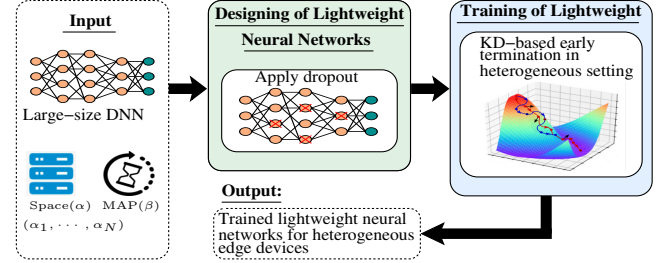 Input
Large−size DNN
Space(α) MAP(β)
(α₁, · · · , α_N)
Designing of Lightweight
Neural Networks
Apply dropout
Training of Lightweight
KD−based early
termination in
heterogeneous setting
Output:
Trained lightweight neural
networks for heterogeneous
edge devices